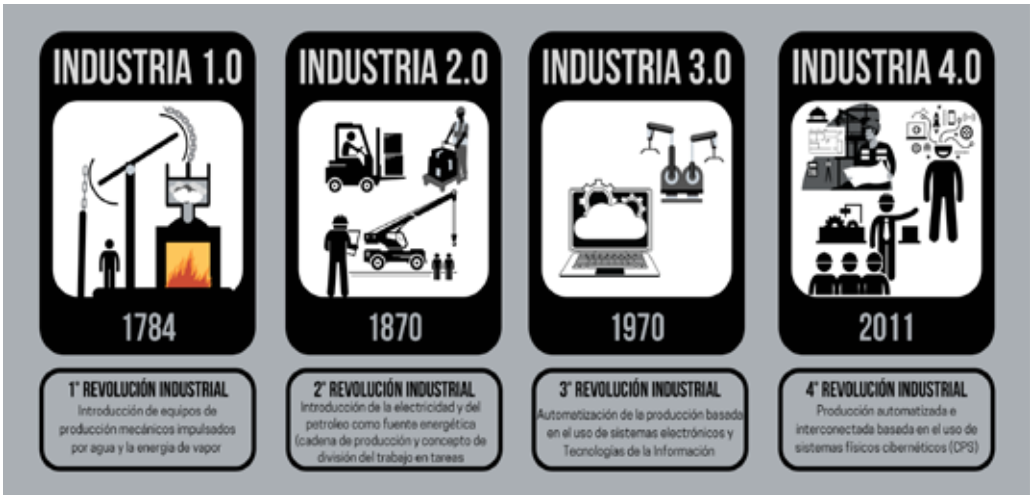 INDUSTRIA 1.0
1784
1° REVOLUCIÓN INDUSTRIAL
Introducción de equipos de
producción mecánicos impulsados
por agua y la energia de vapor
INDUSTRIA 2.0
1870
2° REVOLUCIÓN INDUSTRIAL
Introducción de la electricidad y del
petroleo como fuente energética
(cadena de producción y concepto de
división del trabajo en tareas
INDUSTRIA 3.0
1970
3° REVOLUCIÓN INDUSTRIAL
Automatización de la producción basada
en el uso de sistemas electrónicos y
Tecnologías de la Información
INDUSTRIA 4.0
2011
4° REVOLUCIÓN INDUSTRIAL
Producción automatizada e
interconectada basada en el uso de
sistemas físicos cibernéticos (CPS)